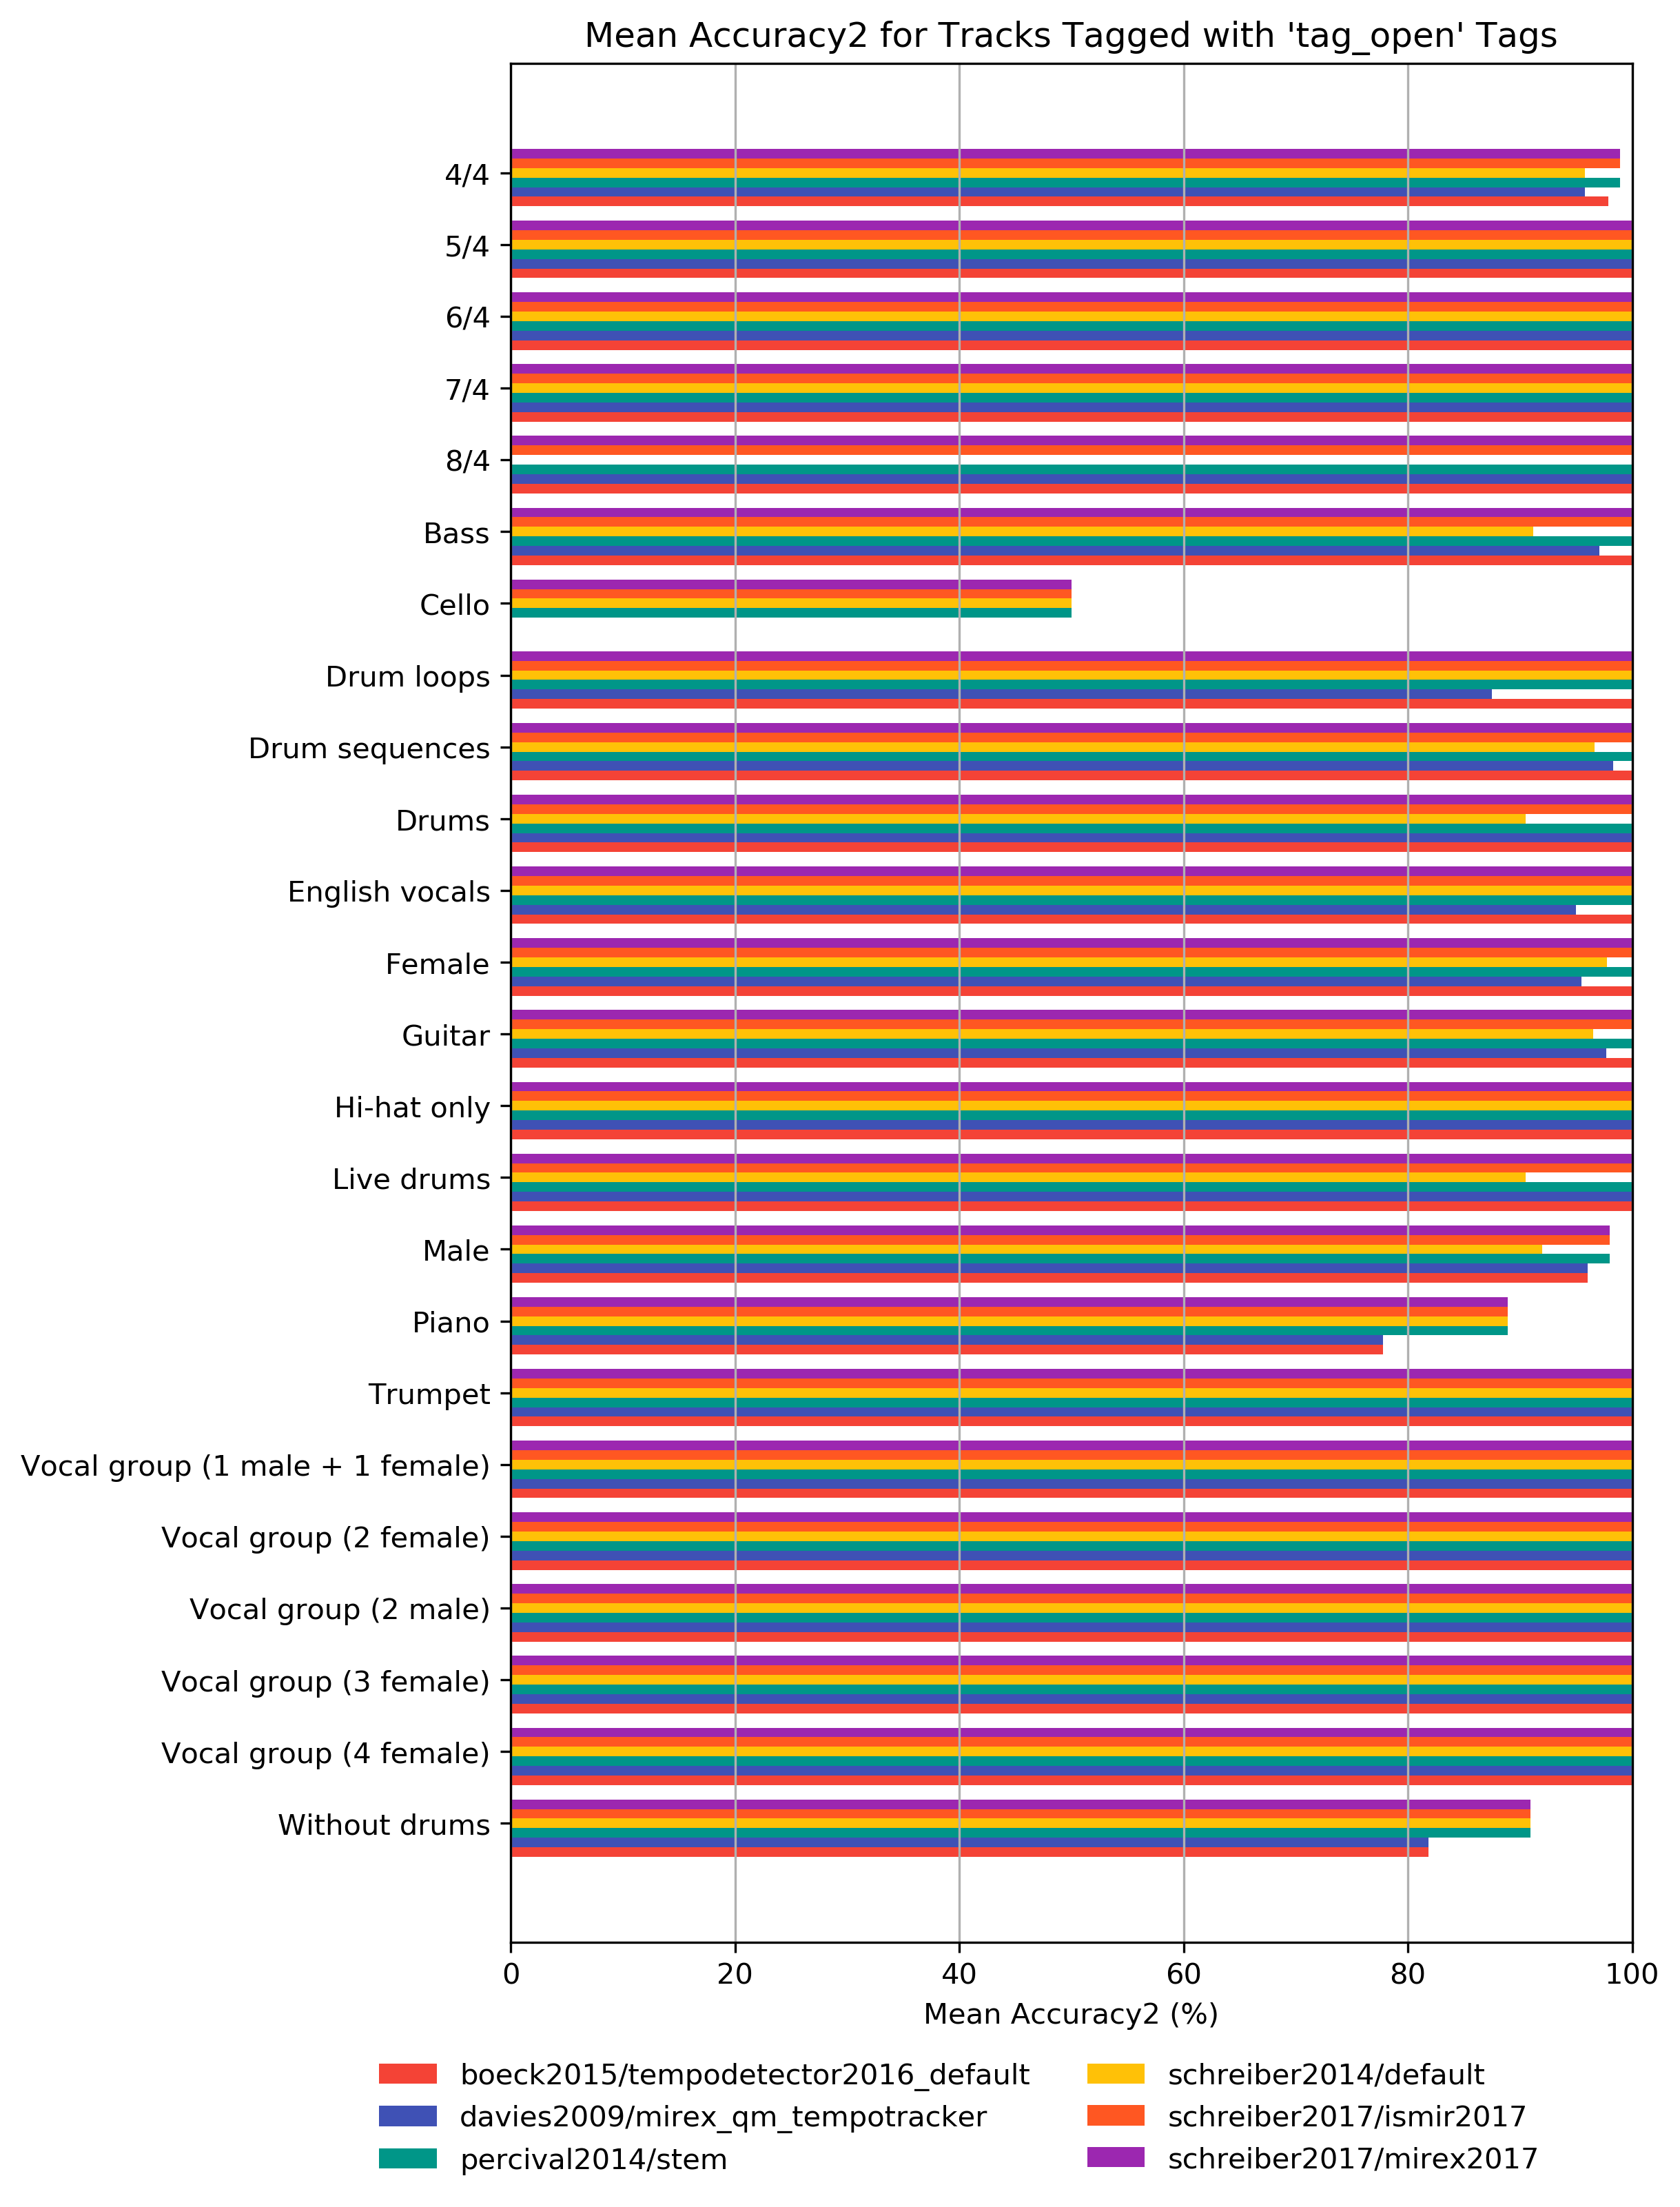 Mean Accuracy2 for Tracks Tagged with 'tag_open' Tags
4/4
5/4
6/4
7/4
8/4
Bass
Cello
Drum loops
Drum sequences
Drums
English vocals
Female
Guitar
Hi-hat only
Live drums
Male
Piano
Trumpet
Vocal group (1 male + 1 female)
Vocal group (2 female)
Vocal group (2 male)
Vocal group (3 female)
Vocal group (4 female)
Without drums
0 20 40 60 80 100
Mean Accuracy2 (%)
boeck2015/tempodetector2016_default
davies2009/mirex_qm_tempotracker
percival2014/stem
schreiber2014/default
schreiber2017/ismir2017
schreiber2017/mirex2017